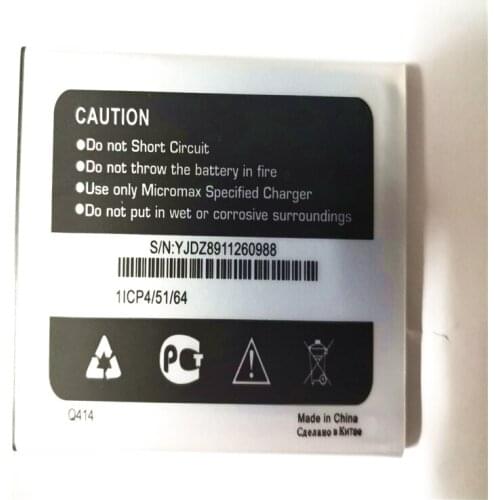 CAUTION
●Do not Short Circuit
●Do not throw the battery in fire
●Use only Micromax Specified Charger
●Do not put in wet or corrosive surroundings
S/N:YJDZ8911260988
1ICP4/51/64
РСТ
Q414
Made in China
Сделано в Китае